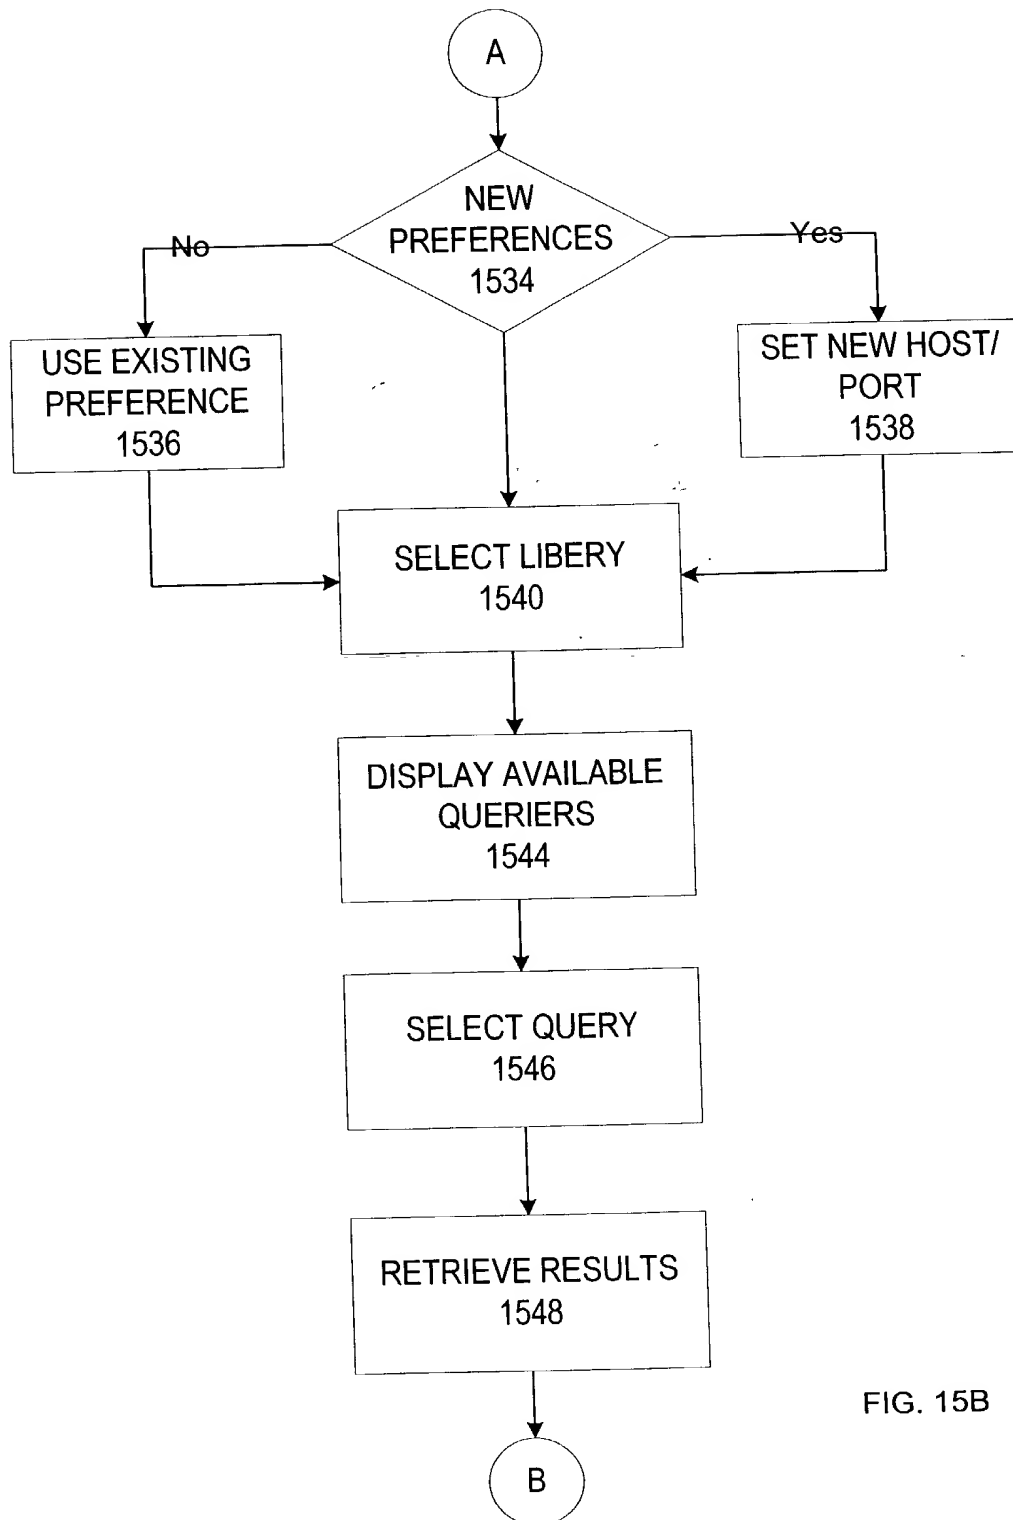 A
NEW
PREFERENCES
1534
No
Yes
USE EXISTING
PREFERENCE
1536
SET NEW HOST/
PORT
1538
SELECT LIBERY
1540
DISPLAY AVAILABLE
QUERIERS
1544
SELECT QUERY
1546
RETRIEVE RESULTS
1548
FIG. 15B
B